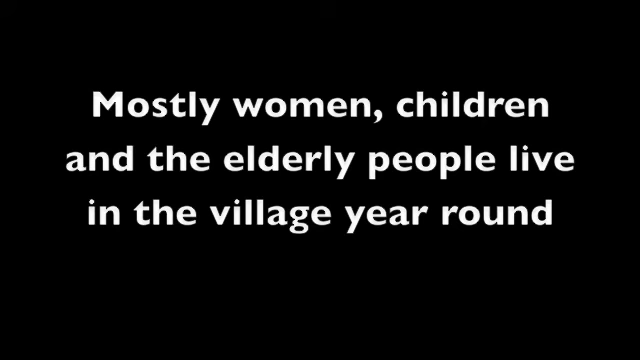 Mostly women, children
and the elderly people live
in the village year round